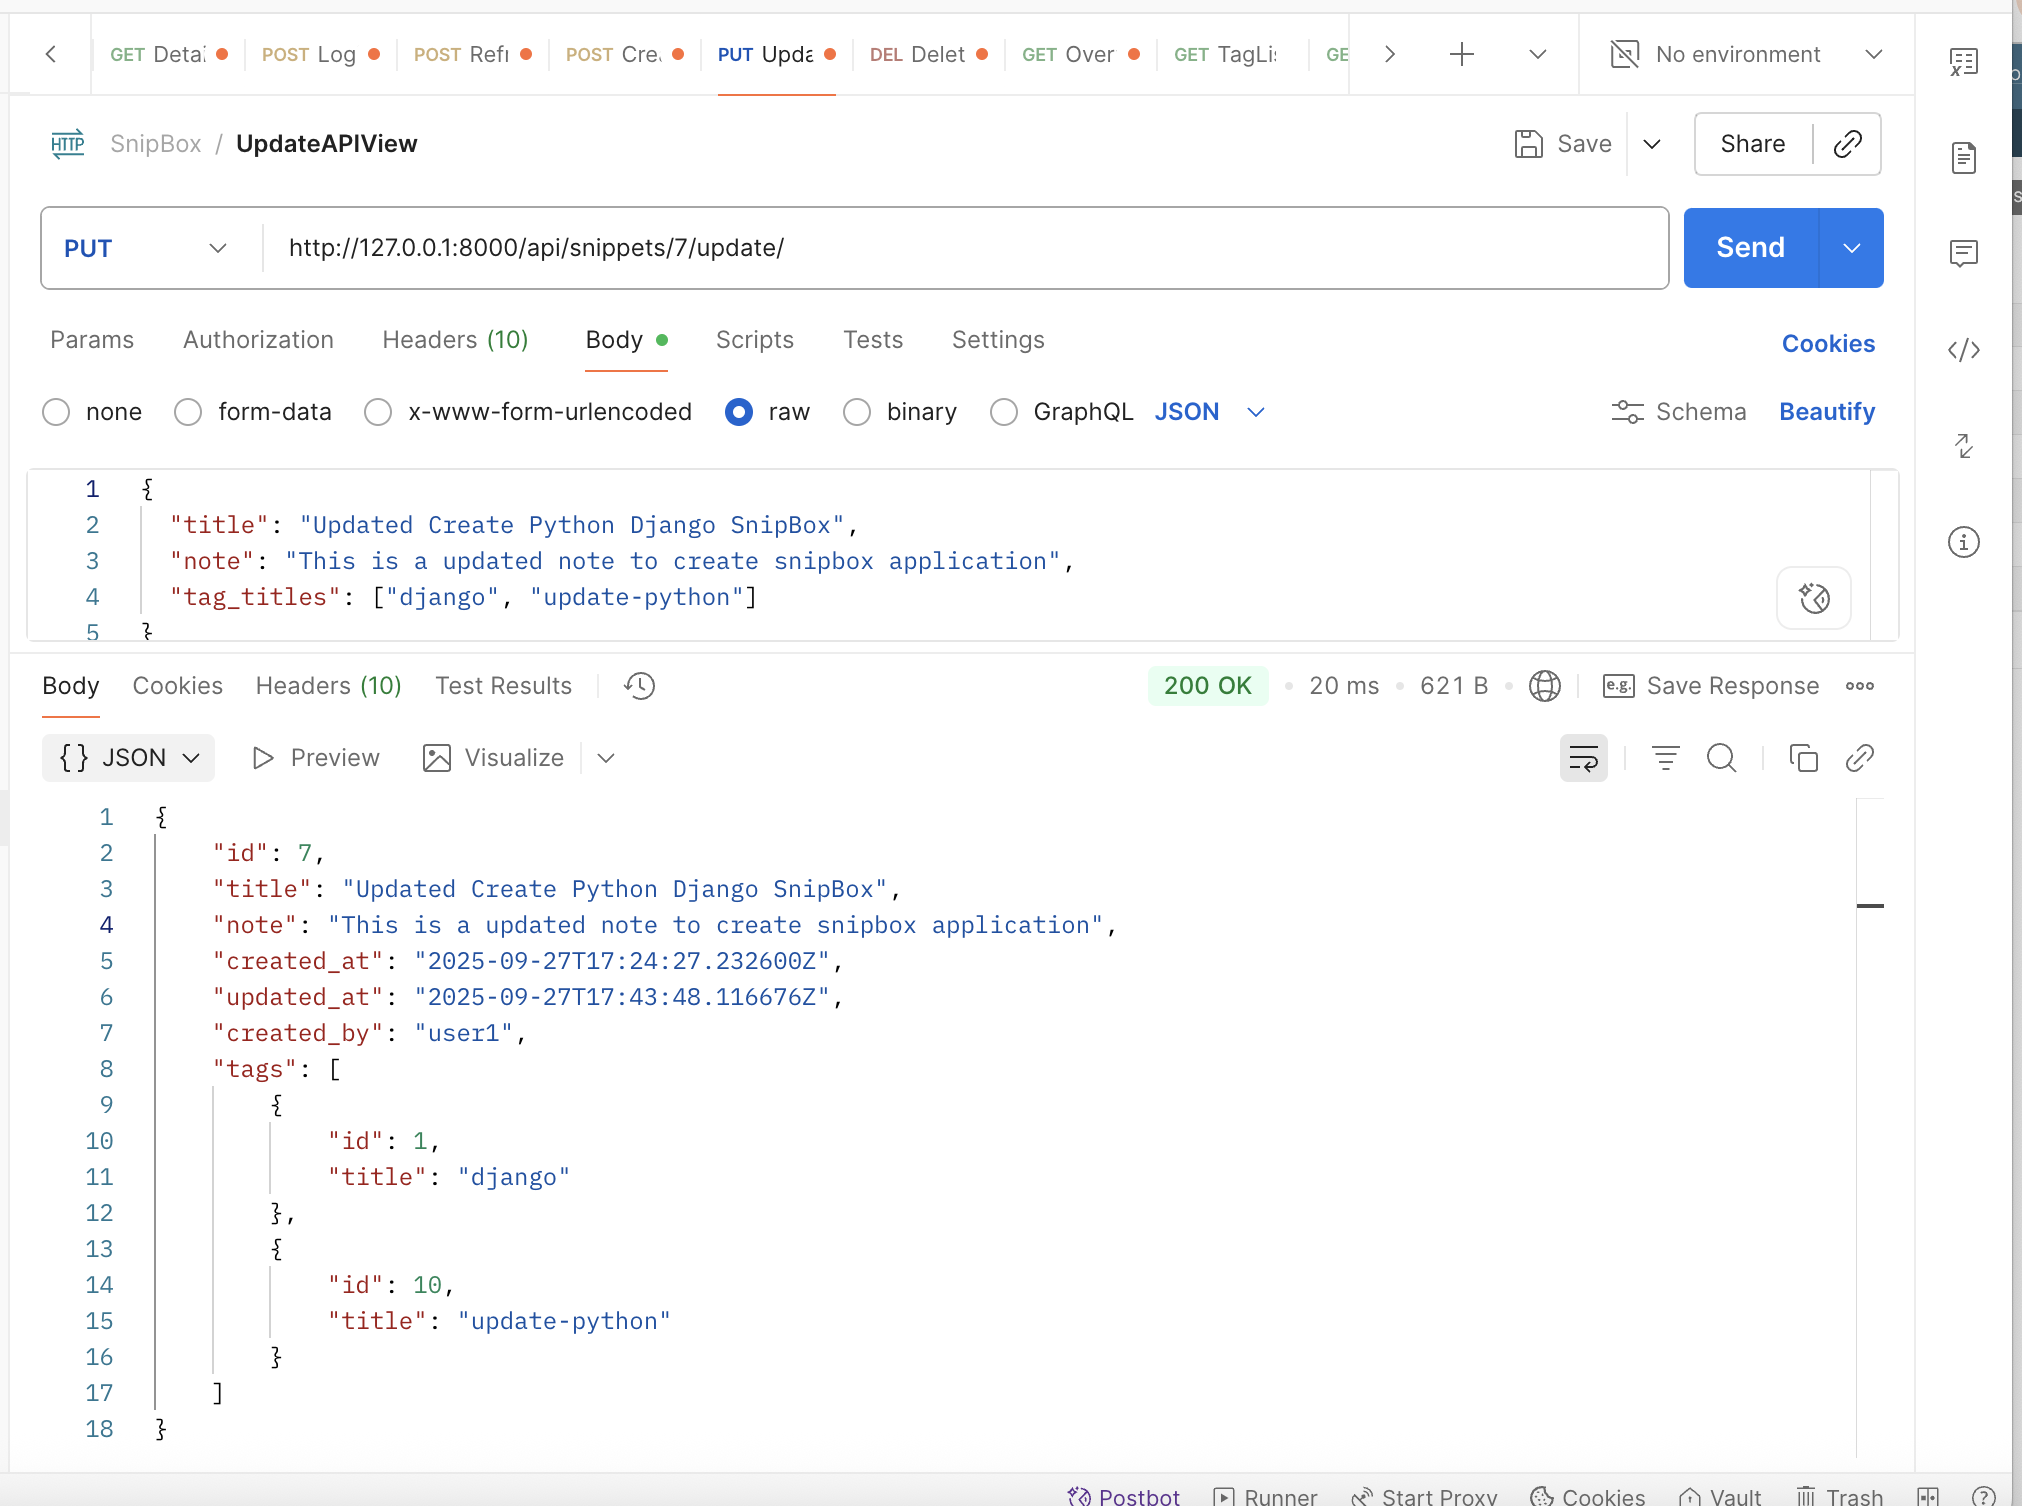 GET Detai POST Log POST Refr POST Cre PUT Upda DEL Delet GET Over GET TagLi GE No environment
HTTP SnipBox / UpdateAPIView Save Share
PUT http://127.0.0.1:8000/api/snippets/7/update/ Send
Params Authorization Headers (10) Body Scripts Tests Settings Cookies
none form-data x-www-form-urlencoded raw binary GraphQL JSON Schema Beautify
1 {
2 "title": "Updated Create Python Django SnipBox",
3 "note": "This is a updated note to create snipbox application",
4 "tag_titles": ["django", "update-python"]
5 }
Body Cookies Headers (10) Test Results 200 OK 20 ms 621 B e.g. Save Response
{} JSON Preview Visualize
1 {
2 "id": 7,
3 "title": "Updated Create Python Django SnipBox",
4 "note": "This is a updated note to create snipbox application",
5 "created_at": "2025-09-27T17:24:27.232600Z",
6 "updated_at": "2025-09-27T17:43:48.116676Z",
7 "created_by": "user1",
8 "tags": [
9 {
10 "id": 1,
11 "title": "django"
12 },
13 {
14 "id": 10,
15 "title": "update-python"
16 }
17 ]
18 }
Postbot Runner Start Proxy Cookies Vault Trash